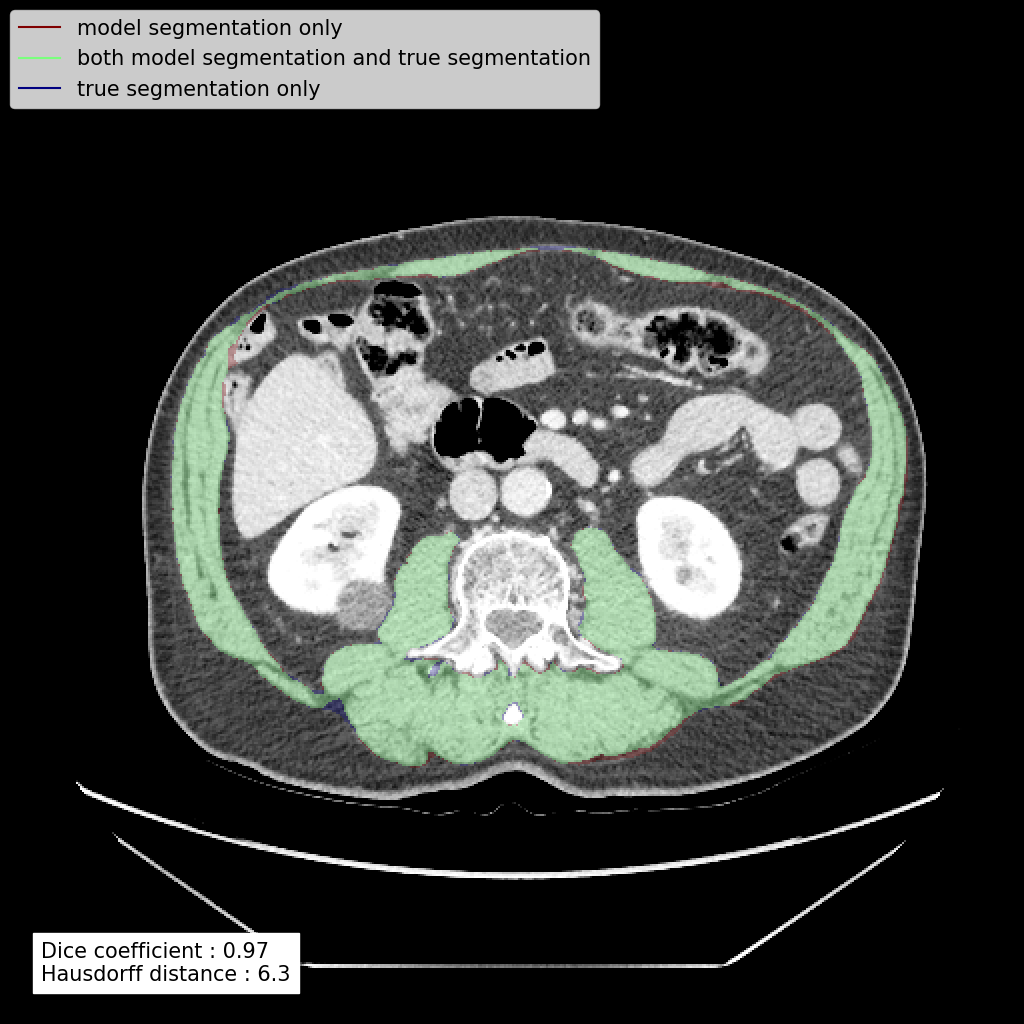 model segmentation only
both model segmentation and true segmentation
true segmentation only
Dice coefficient : 0.97
Hausdorff distance : 6.3